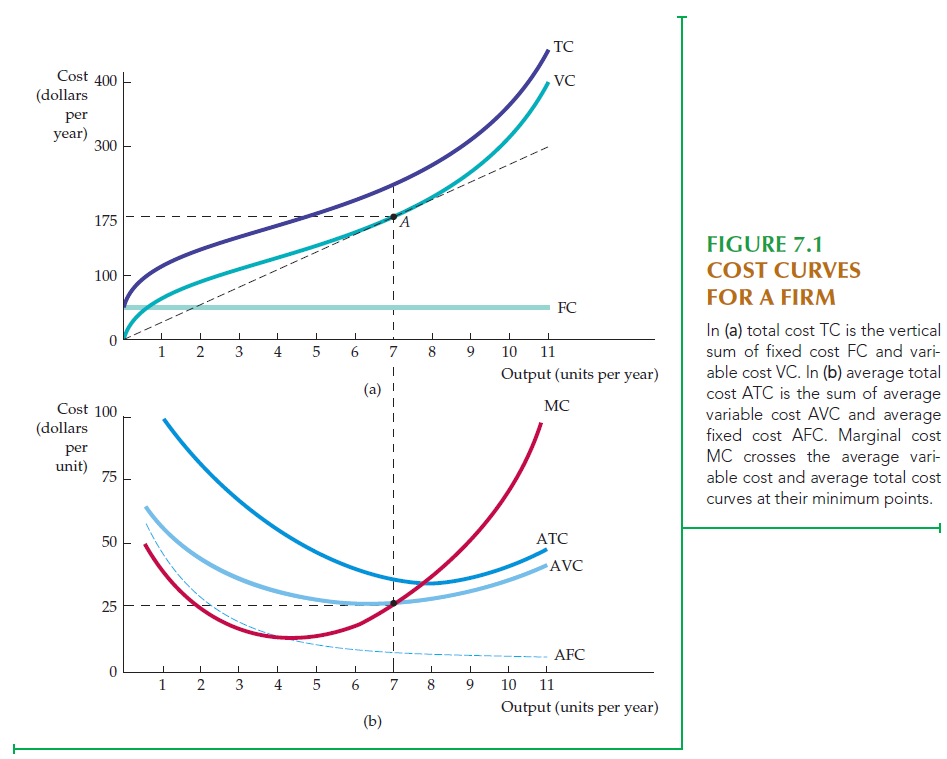 TC
Cost
(dollars
per
year)
400
VC
300
175
A
100
FC
0
1 2 3 4 5 6 7 8 9 10 11
Output (units per year)
(a)
Cost
(dollars
per
unit)
100
MC
75
50
ATC
AVC
25
AFC
0
1 2 3 4 5 6 7 8 9 10 11
Output (units per year)
(b)
FIGURE 7.1
COST CURVES
FOR A FIRM
In (a) total cost TC is the vertical
sum of fixed cost FC and vari-
able cost VC. In (b) average total
cost ATC is the sum of average
variable cost AVC and average
fixed cost AFC. Marginal cost
MC crosses the average vari-
able cost and average total cost
curves at their minimum points.